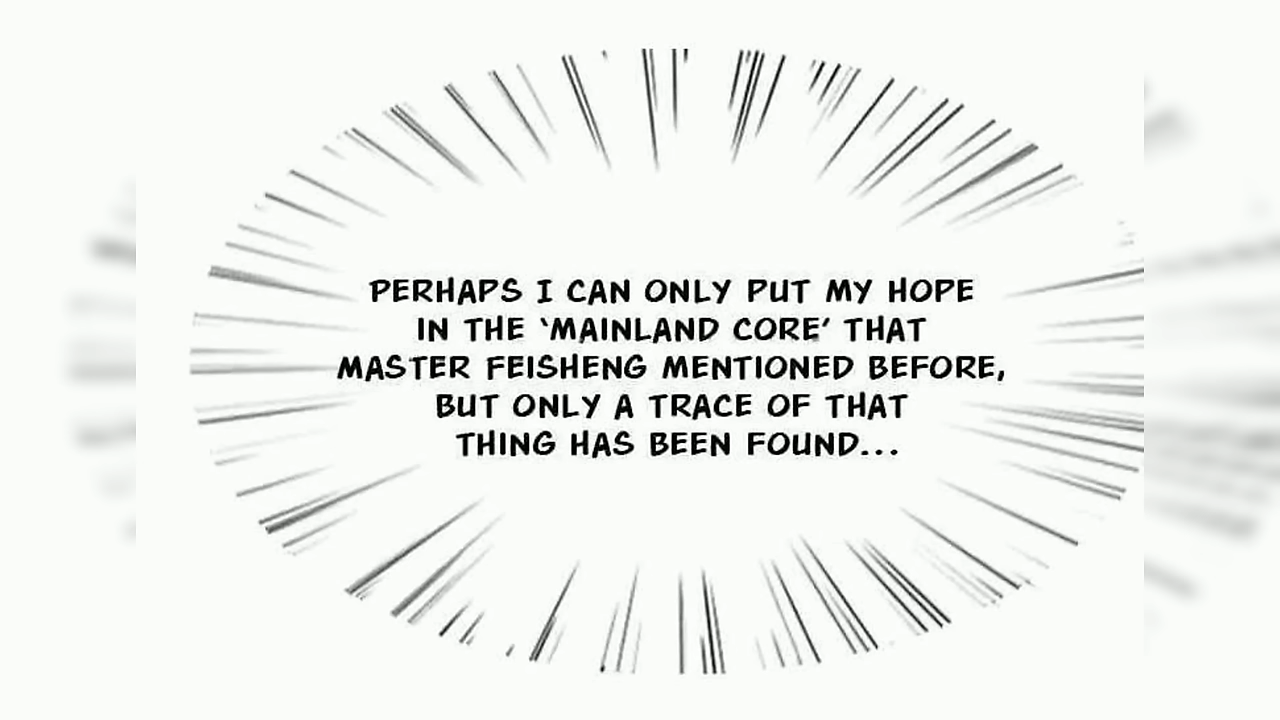 PERHAPS I CAN ONLY PUT MY HOPE
IN THE ‘MAINLAND CORE’ THAT
MASTER FEISHENG MENTIONED BEFORE,
BUT ONLY A TRACE OF THAT
THING HAS BEEN FOUND...